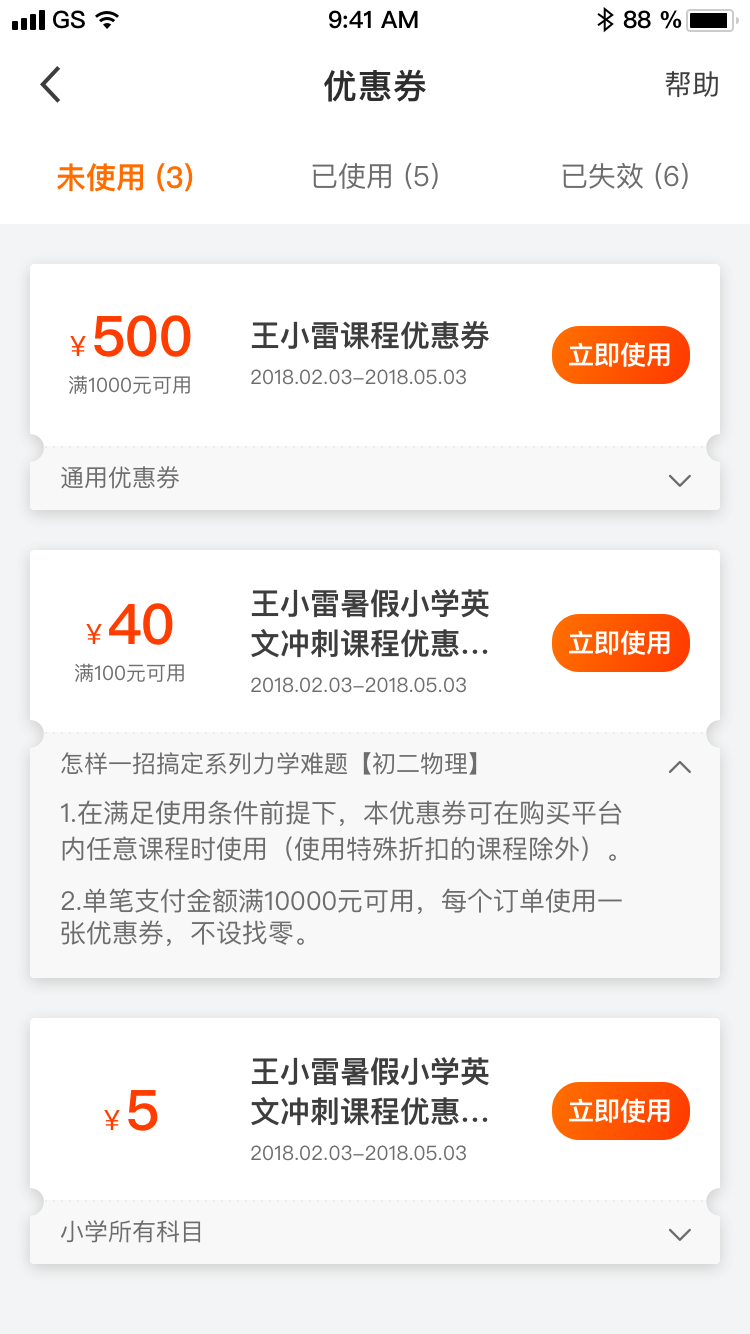 GS 9:41 AM 88 %
优惠券 帮助
未使用 (3) 已使用 (5) 已失效 (6)
¥500
满1000元可用
王小雷课程优惠券
2018.02.03–2018.05.03
立即使用
通用优惠券
¥40
满100元可用
王小雷暑假小学英
文冲刺课程优惠...
2018.02.03–2018.05.03
立即使用
怎样一招搞定系列力学难题【初二物理】
1.在满足使用条件前提下，本优惠券可在购买平台
内任意课程时使用（使用特殊折扣的课程除外）。
2.单笔支付金额满10000元可用，每个订单使用一
张优惠券，不设找零。
¥5
王小雷暑假小学英
文冲刺课程优惠...
2018.02.03–2018.05.03
立即使用
小学所有科目